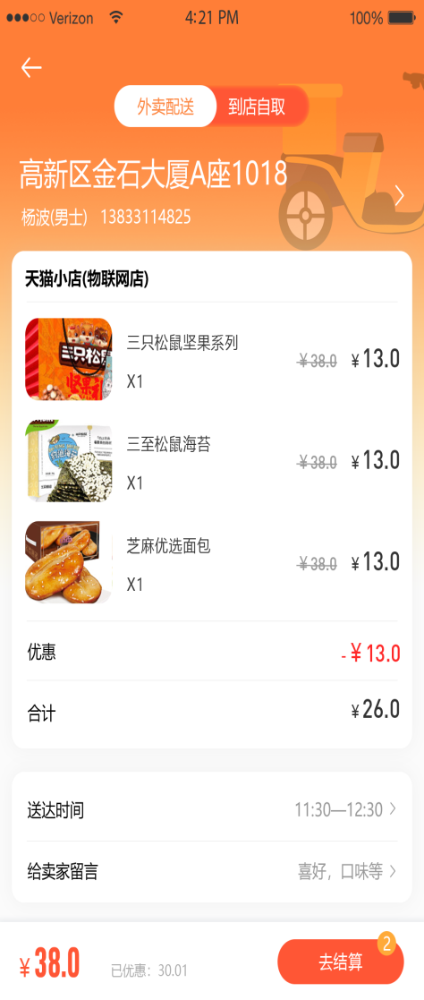 Verizon 4:21 PM 100%
外卖配送 到店自取
高新区金石大厦A座1018
杨波(男士) 13833114825
天猫小店(物联网店)
三只松鼠坚果系列
¥38.0 ¥13.0
X1
三只松
坚果
三至松鼠海苔
¥38.0 ¥13.0
X1
芝麻优选面包
¥38.0 ¥13.0
X1
优惠 -¥13.0
合计 ¥26.0
送达时间 11:30—12:30
给卖家留言 喜好，口味等
¥38.0 已优惠：30.01 去结算 2